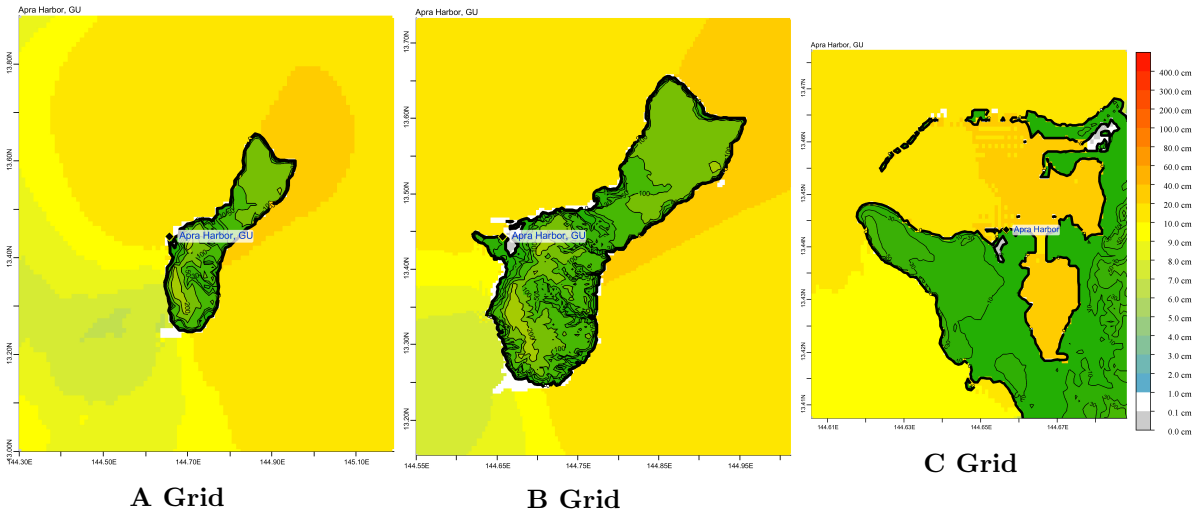 Apra Harbor, GU
13.80N
13.60N
13.40N
13.20N
13.00N
144.30E
144.50E
144.70E
144.90E
145.10E
Apra Harbor, GU
100
200
A Grid
Apra Harbor, GU
13.70N
13.60N
13.50N
13.40N
13.30N
13.20N
144.55E
144.65E
144.75E
144.85E
144.95E
Apra Harbor, GU
100
B Grid
Apra Harbor, GU
13.47N
13.46N
13.45N
13.44N
13.43N
13.42N
13.41N
144.61E
144.63E
144.65E
144.67E
Apra Harbor
C Grid
400.0 cm
300.0 cm
200.0 cm
100.0 cm
80.0 cm
60.0 cm
40.0 cm
20.0 cm
10.0 cm
9.0 cm
8.0 cm
7.0 cm
6.0 cm
5.0 cm
4.0 cm
3.0 cm
2.0 cm
1.0 cm
0.1 cm
0.0 cm